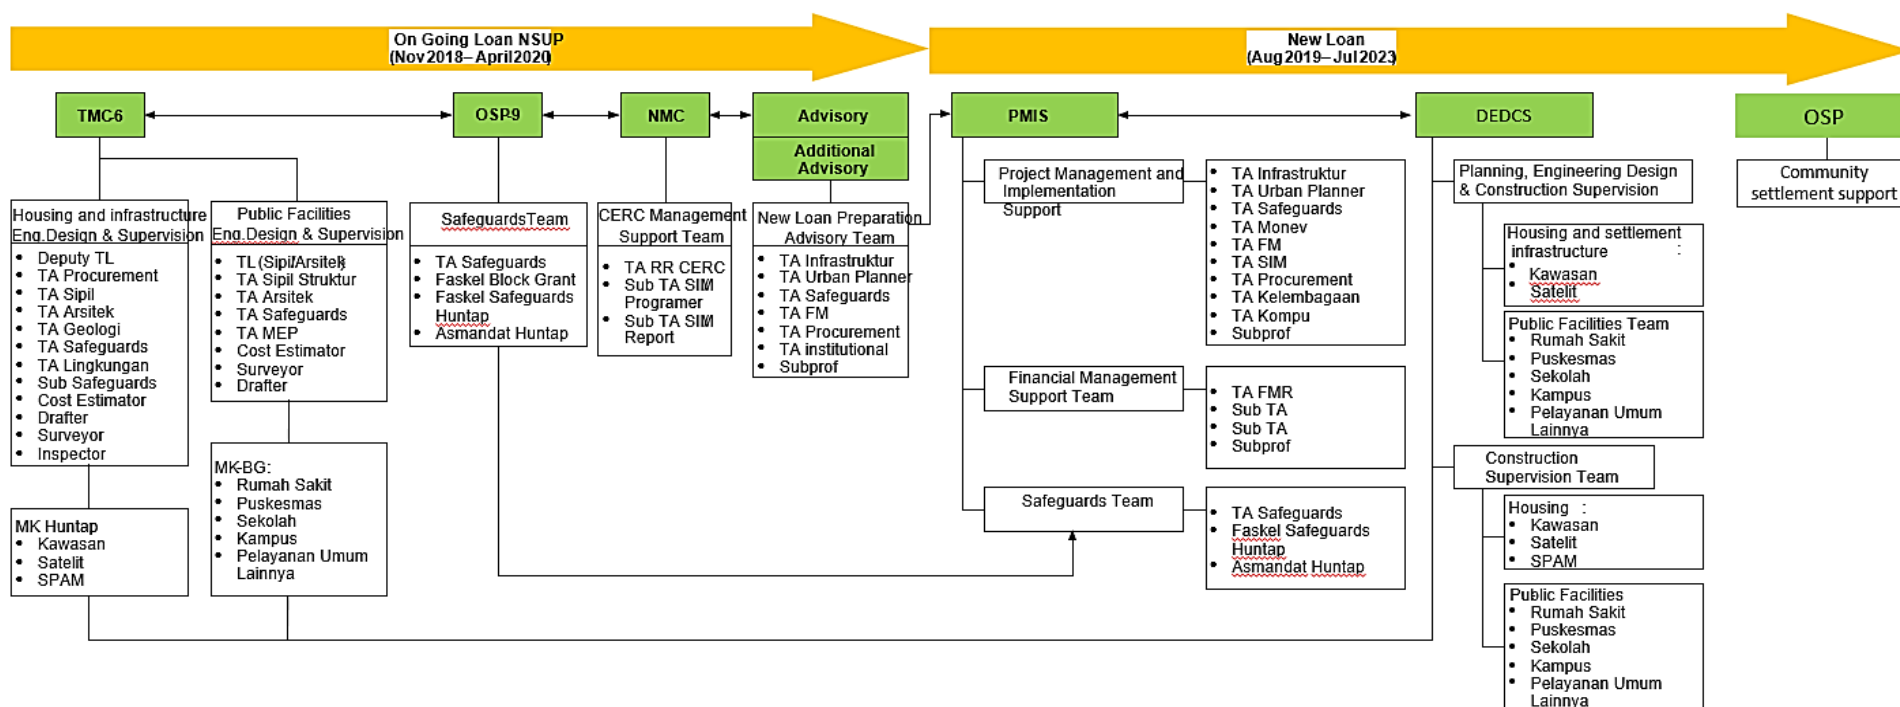 On Going Loan NSUP
(Nov 2018– April 2020)
New Loan
(Aug 2019– Jul 2023)
TMC-6
OSP-9
NMC
Advisory
Additional
Advisory
PMIS
DEDCS
OSP
Housing and infrastructure
Eng.Design & Supervision
• Deputy TL
• TA Procurement
• TA Sipil
• TA Arsitek
• TA Geologi
• TA Safeguards
• TA Lingkungan
• Sub Safeguards
• Cost Estimator
• Drafter
• Surveyor
• Inspector
MK Huntap
• Kawasan
• Satelit
• SPAM
Public Facilities
Eng.Design & Supervision
• TL (Sipil/Arsitek)
• TA Sipil Struktur
• TA Arsitek
• TA Safeguards
• TA MEP
• Cost Estimator
• Surveyor
• Drafter
MK-BG:
• Rumah Sakit
• Puskesmas
• Sekolah
• Kampus
• Pelayanan Umum
Lainnya
SafeguardsTeam
• TA Safeguards
• Faskel Block Grant
• Faskel Safeguards
Huntap
• Asmandat Huntap
CERC Management
Support Team
• TA RR CERC
• Sub TA SIM
Programer
• Sub TA SIM
Report
New Loan Preparation
Advisory Team
• TA Infrastruktur
• TA Urban Planner
• TA Safeguards
• TA FM
• TA Procurement
• TA institutional
• Subprof
Project Management and
Implementation
Support
• TA Infrastruktur
• TA Urban Planner
• TA Safeguards
• TA Monev
• TA FM
• TA SIM
• TA Procurement
• TA Kelembagaan
• TA Kompu
• Subprof
Financial Management
Support Team
• TA FMR
• Sub TA
• Sub TA
• Subprof
Safeguards Team
• TA Safeguards
• Faskel Safeguards
Huntap
• Asmandat Huntap
Planning, Engineering Design
& Construction Supervision
Housing and settlement
infrastructure :
• Kawasan
• Satelit
Public Facilities Team
• Rumah Sakit
• Puskesmas
• Sekolah
• Kampus
• Pelayanan Umum
Lainnya
Construction
Supervision Team
Housing :
• Kawasan
• Satelit
• SPAM
Public Facilities
• Rumah Sakit
• Puskesmas
• Sekolah
• Kampus
• Pelayanan Umum
Lainnya
Community
settlement support